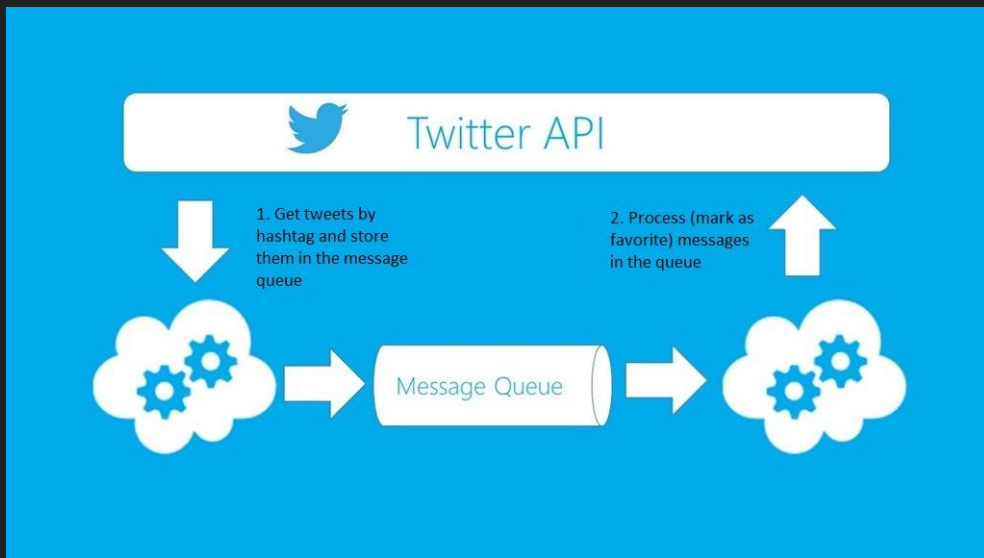 Twitter API
1. Get tweets by
hashtag and store
them in the message
queue
2. Process (mark as
favorite) messages
in the queue
Message Queue